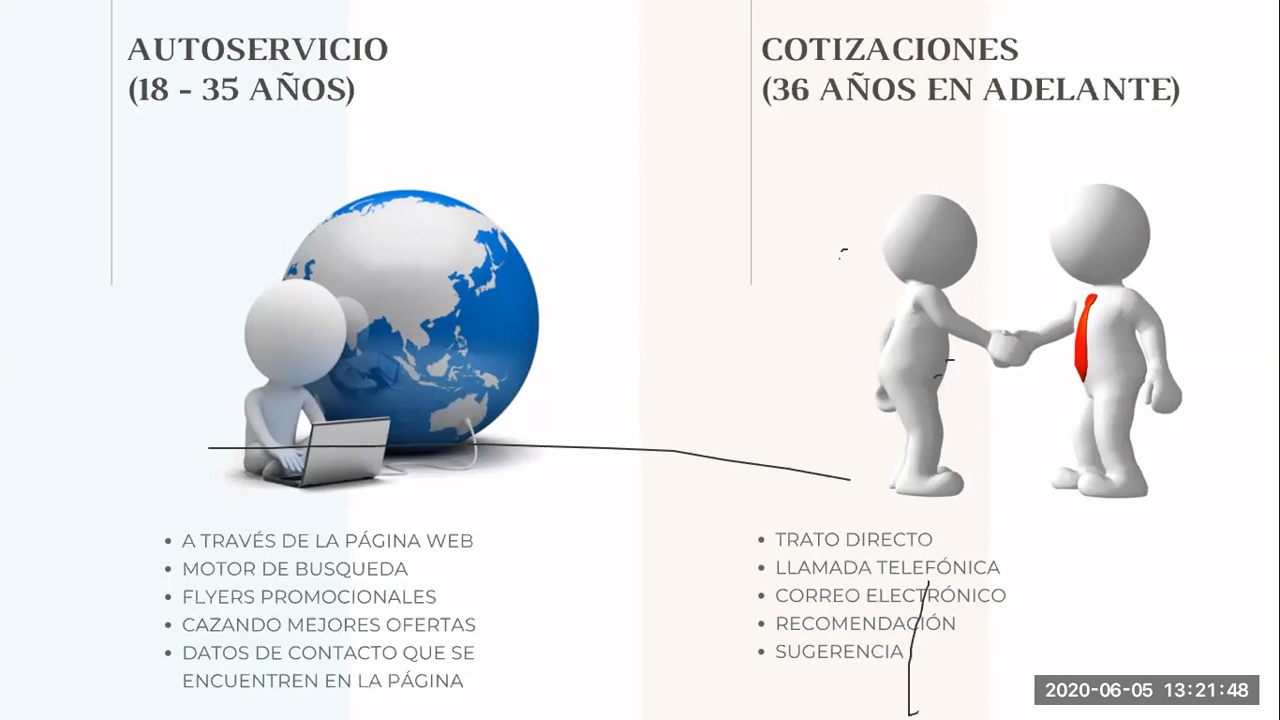 AUTOSERVICIO
(18 - 35 AÑOS)
• A TRAVÉS DE LA PÁGINA WEB
• MOTOR DE BUSQUEDA
• FLYERS PROMOCIONALES
• CAZANDO MEJORES OFERTAS
• DATOS DE CONTACTO QUE SE
ENCUENTREN EN LA PÁGINA
COTIZACIONES
(36 AÑOS EN ADELANTE)
• TRATO DIRECTO
• LLAMADA TELEFÓNICA
• CORREO ELECTRÓNICO
• RECOMENDACIÓN
• SUGERENCIA
2020-06-05 13:21:48